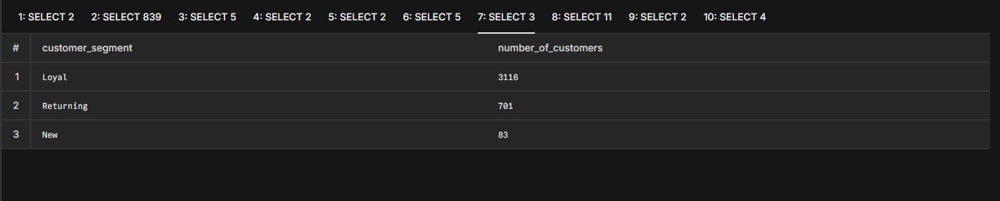 1: SELECT 2 2: SELECT 839 3: SELECT 5 4: SELECT 2 5: SELECT 2 6: SELECT 5 7: SELECT 3 8: SELECT 11 9: SELECT 2 10: SELECT 4
# customer_segment number_of_customers
1 Loyal 3116
2 Returning 701
3 New 83